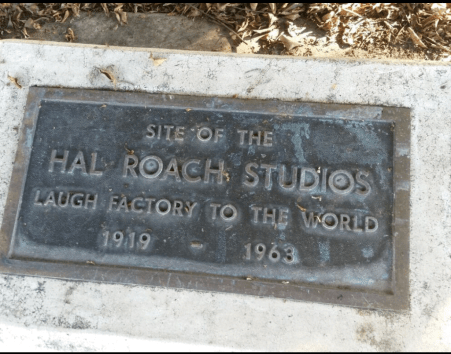 SITE OF THE
HAL ROACH STUDIOS
LAUGH FACTORY TO THE WORLD
1919 - 1963